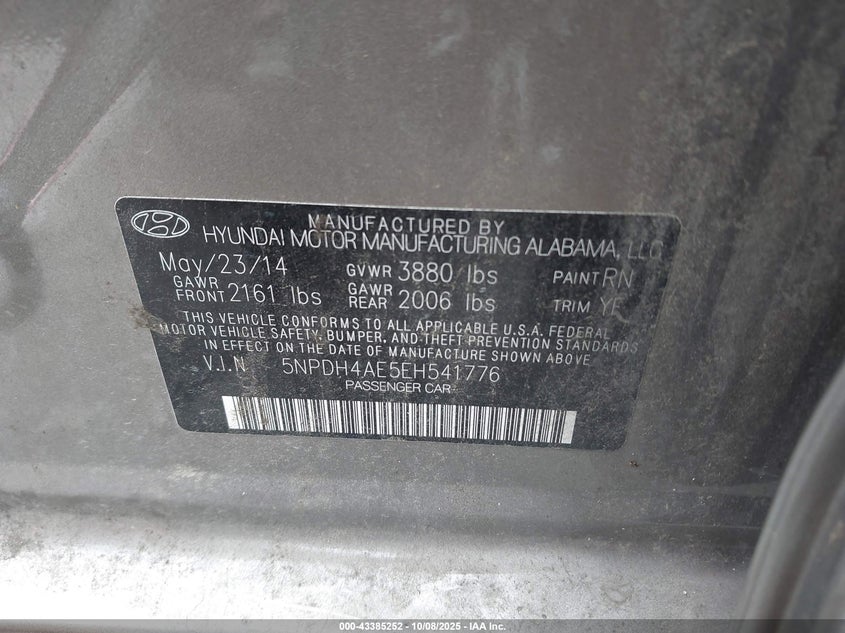 MANUFACTURED BY
HYUNDAI MOTOR MANUFACTURING ALABAMA, LLC
May/23/14 GVWR 3880 lbs PAINT RN
GAWR FRONT 2161 lbs GAWR REAR 2006 lbs TRIM YF
THIS VEHICLE CONFORMS TO ALL APPLICABLE U.S.A. FEDERAL
MOTOR VEHICLE SAFETY, BUMPER, AND THEFT PREVENTION STANDARDS
IN EFFECT ON THE DATE OF MANUFACTURE SHOWN ABOVE
V.I.N 5NPDH4AE5EH541776
PASSENGER CAR
000-43385252 - 10/08/2025 - IAA Inc.